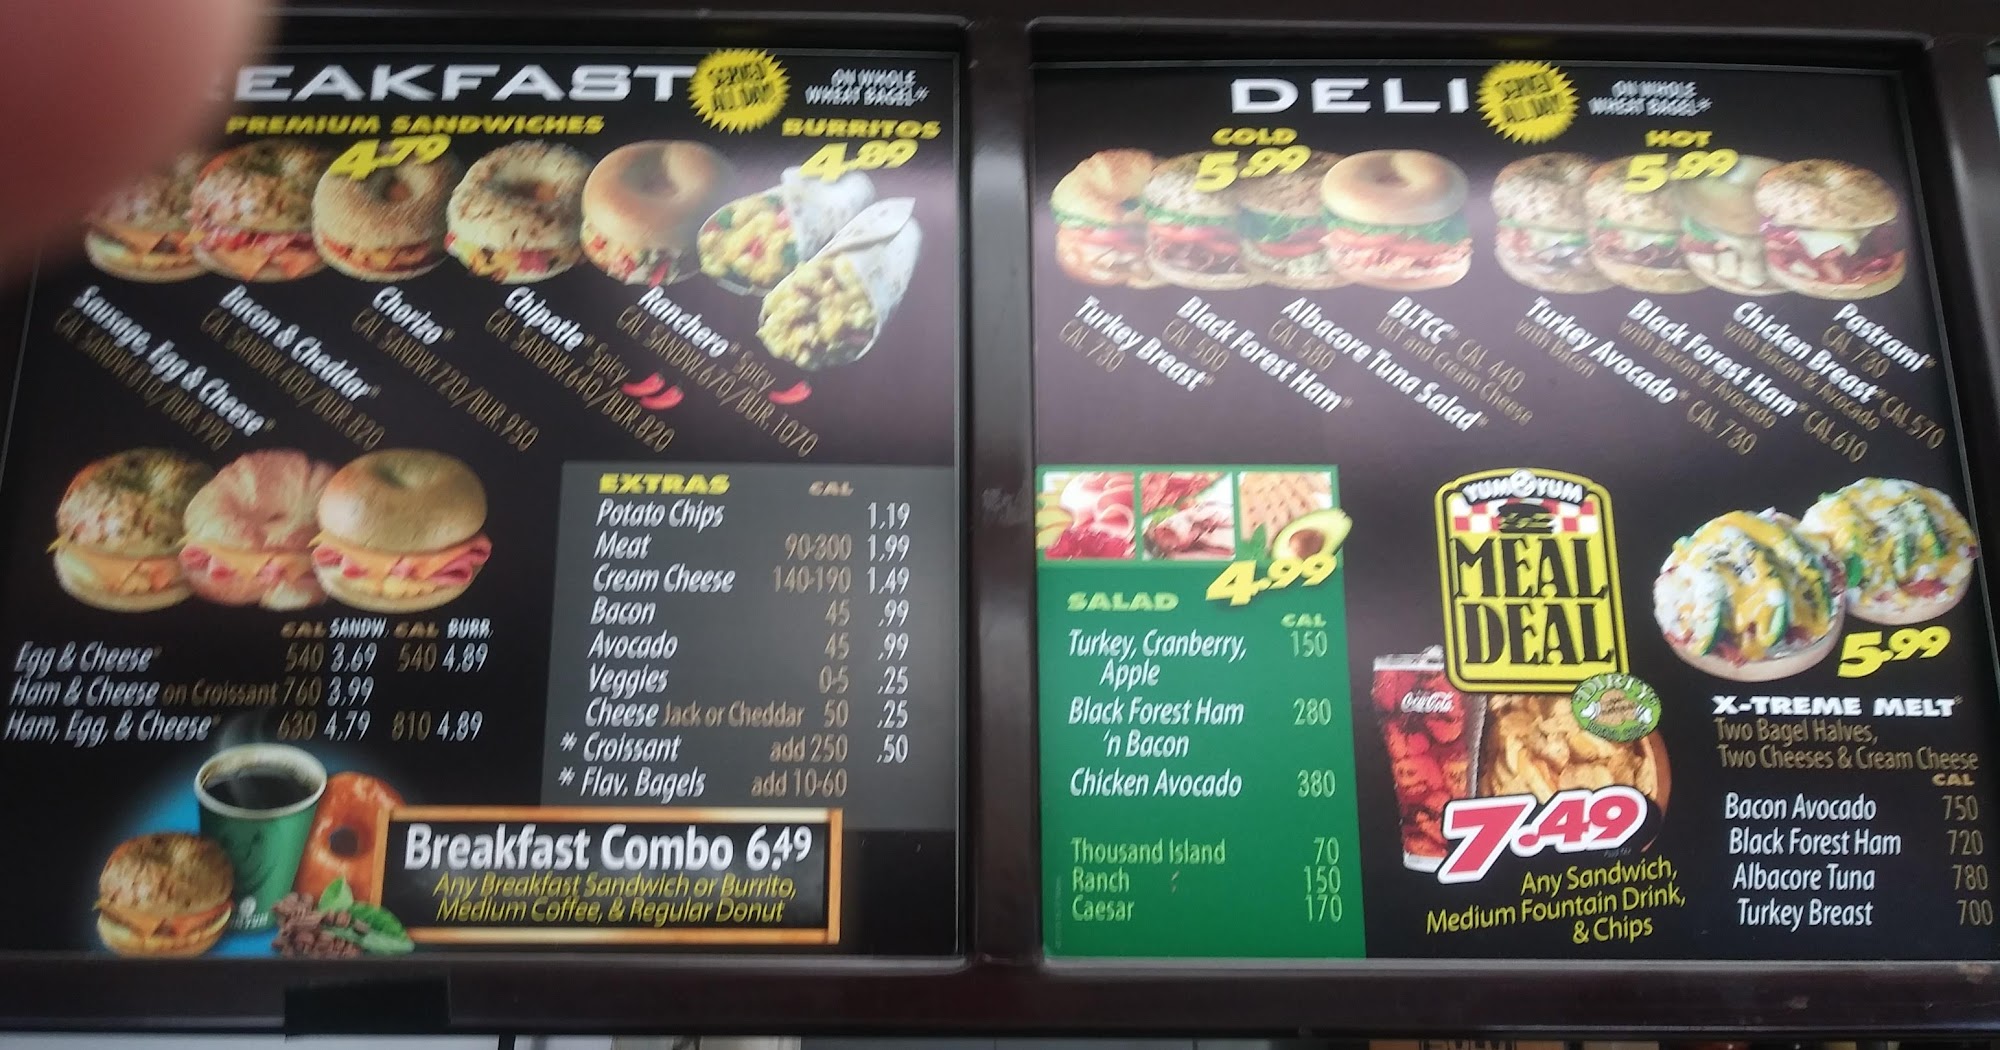 EAKFAST
SERVED ALL DAY!
ON WHOLE
WHEAT BAGEL*
PREMIUM SANDWICHES
4.79
BURRITOS
4.89
Sausage, Egg & Cheese*
CAL SANDW. 810/BUR. 990
Bacon & Cheddar*
CAL SANDW. 490/BUR. 820
Chorizo*
CAL SANDW. 720/BUR. 950
Chipotle* Spicy
CAL SANDW. 640/BUR. 820
Ranchero* Spicy
CAL SANDW. 670/BUR. 1070
CAL SANDW. CAL BURR.
Egg & Cheese* 540 3.69 540 4.89
Ham & Cheese on Croissant 760 3.99
Ham, Egg, & Cheese* 630 4.79 810 4.89
EXTRAS CAL
Potato Chips 1.19
Meat 90-300 1.99
Cream Cheese 140-190 1.49
Bacon 45 .99
Avocado 45 .99
Veggies 0-5 .25
Cheese Jack or Cheddar 50 .25
* Croissant add 250 .50
* Flav. Bagels add 10-60
Breakfast Combo 6.49
Any Breakfast Sandwich or Burrito,
Medium Coffee, & Regular Donut
DELI
SERVED ALL DAY!
ON WHOLE
WHEAT BAGEL*
COLD
5.99
HOT
5.99
Turkey Breast*
CAL 730
Black Forest Ham*
CAL 500
Albacore Tuna Salad*
CAL 580
BLTCC* CAL 440
BLT and Cream Cheese
Turkey Avocado* CAL 730
with Bacon
Black Forest Ham* CAL 610
with Bacon & Avocado
Chicken Breast* CAL 570
with Bacon & Avocado
Pastrami*
CAL 730
4.99
SALAD
CAL
Turkey, Cranberry, 150
Apple
Black Forest Ham 280
'n Bacon
Chicken Avocado 380
Thousand Island 70
Ranch 150
Caesar 170
YUM YUM
MEAL
DEAL
DIRTY
Coca-Cola
7.49
Any Sandwich,
Medium Fountain Drink,
& Chips
5.99
X-TREME MELT*
Two Bagel Halves,
Two Cheeses & Cream Cheese
CAL
Bacon Avocado 750
Black Forest Ham 720
Albacore Tuna 780
Turkey Breast 700